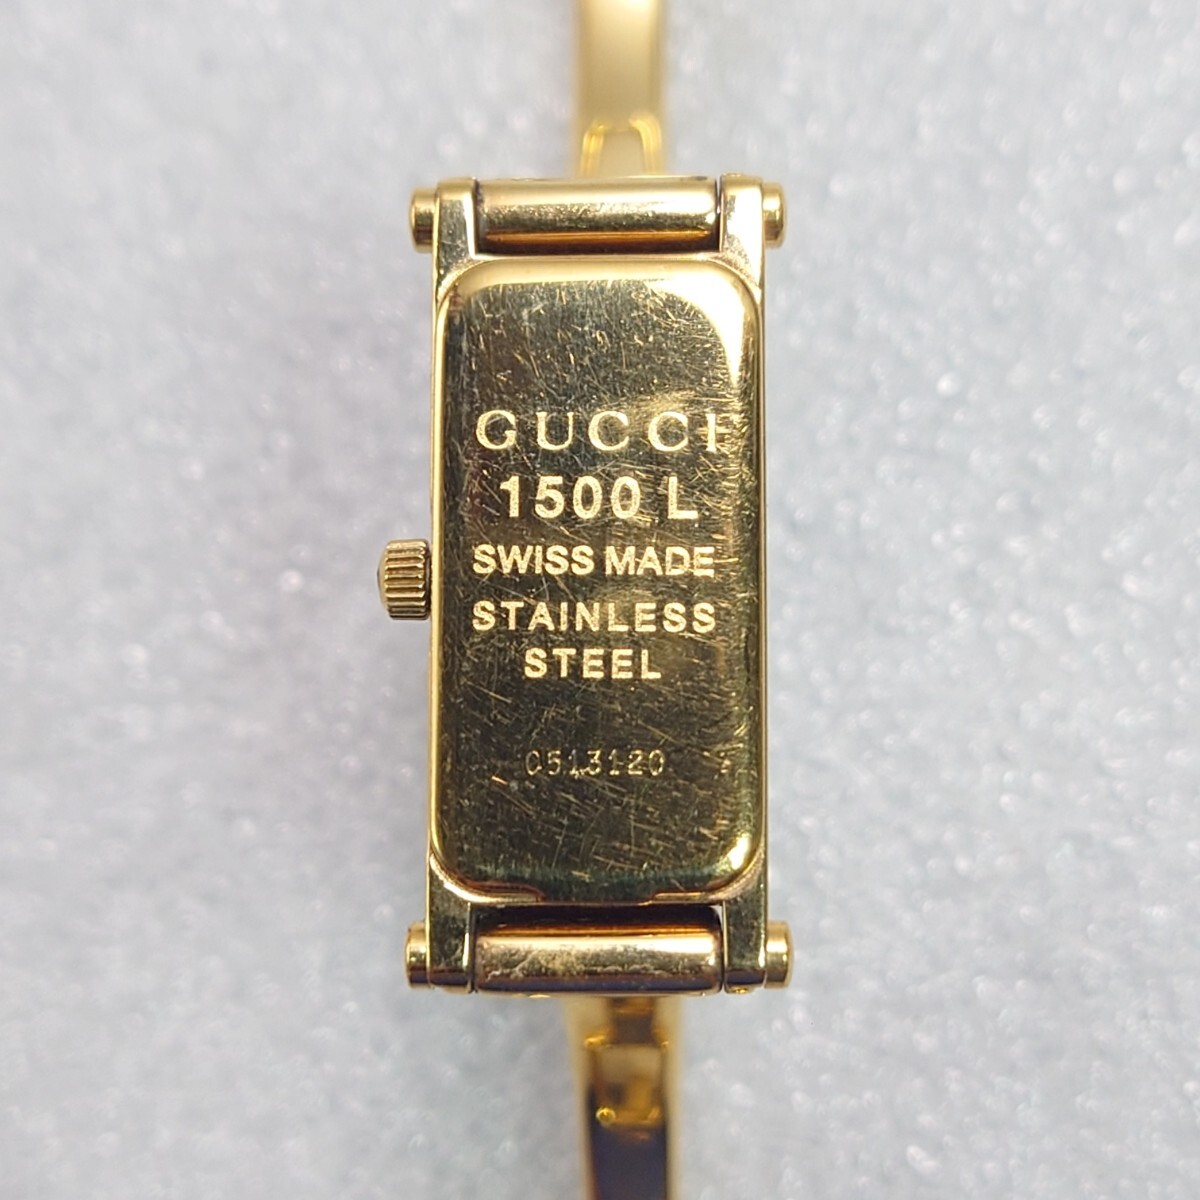 GUCCI
1500 L
SWISS MADE
STAINLESS
STEEL
0513120